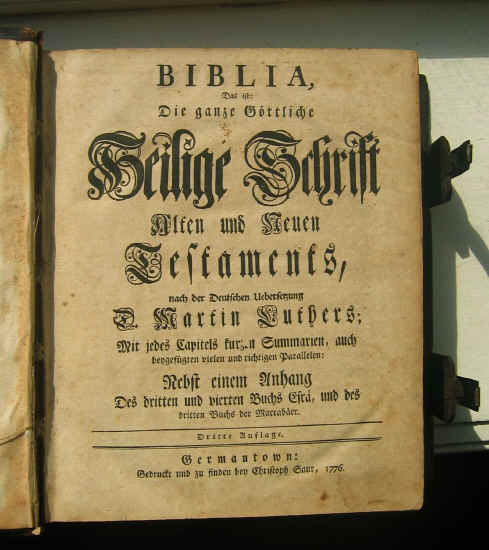 BIBLIA,
Das ist:
Die ganze Göttliche
Heilige Schrift
Alten und Neuen
Testaments,
nach der Deutschen Uebersetzung
D. Martin Luthers;
Mit jedes Capitels kurzen Summarien, auch
beygefügten vielen und richtigen Parallelen:
Nebst einem Anhang
Des dritten und vierten Buchs Esrä, und des
dritten Buchs der Maccabäer.
Dritte Auflage.
Germantown:
Gedruckt und zu finden bey Christoph Saur, 1776.